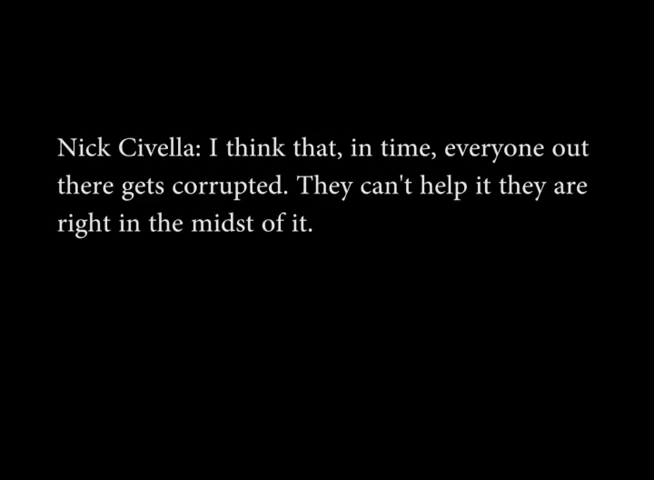 Nick Civella: I think that, in time, everyone out
there gets corrupted. They can't help it they are
right in the midst of it.